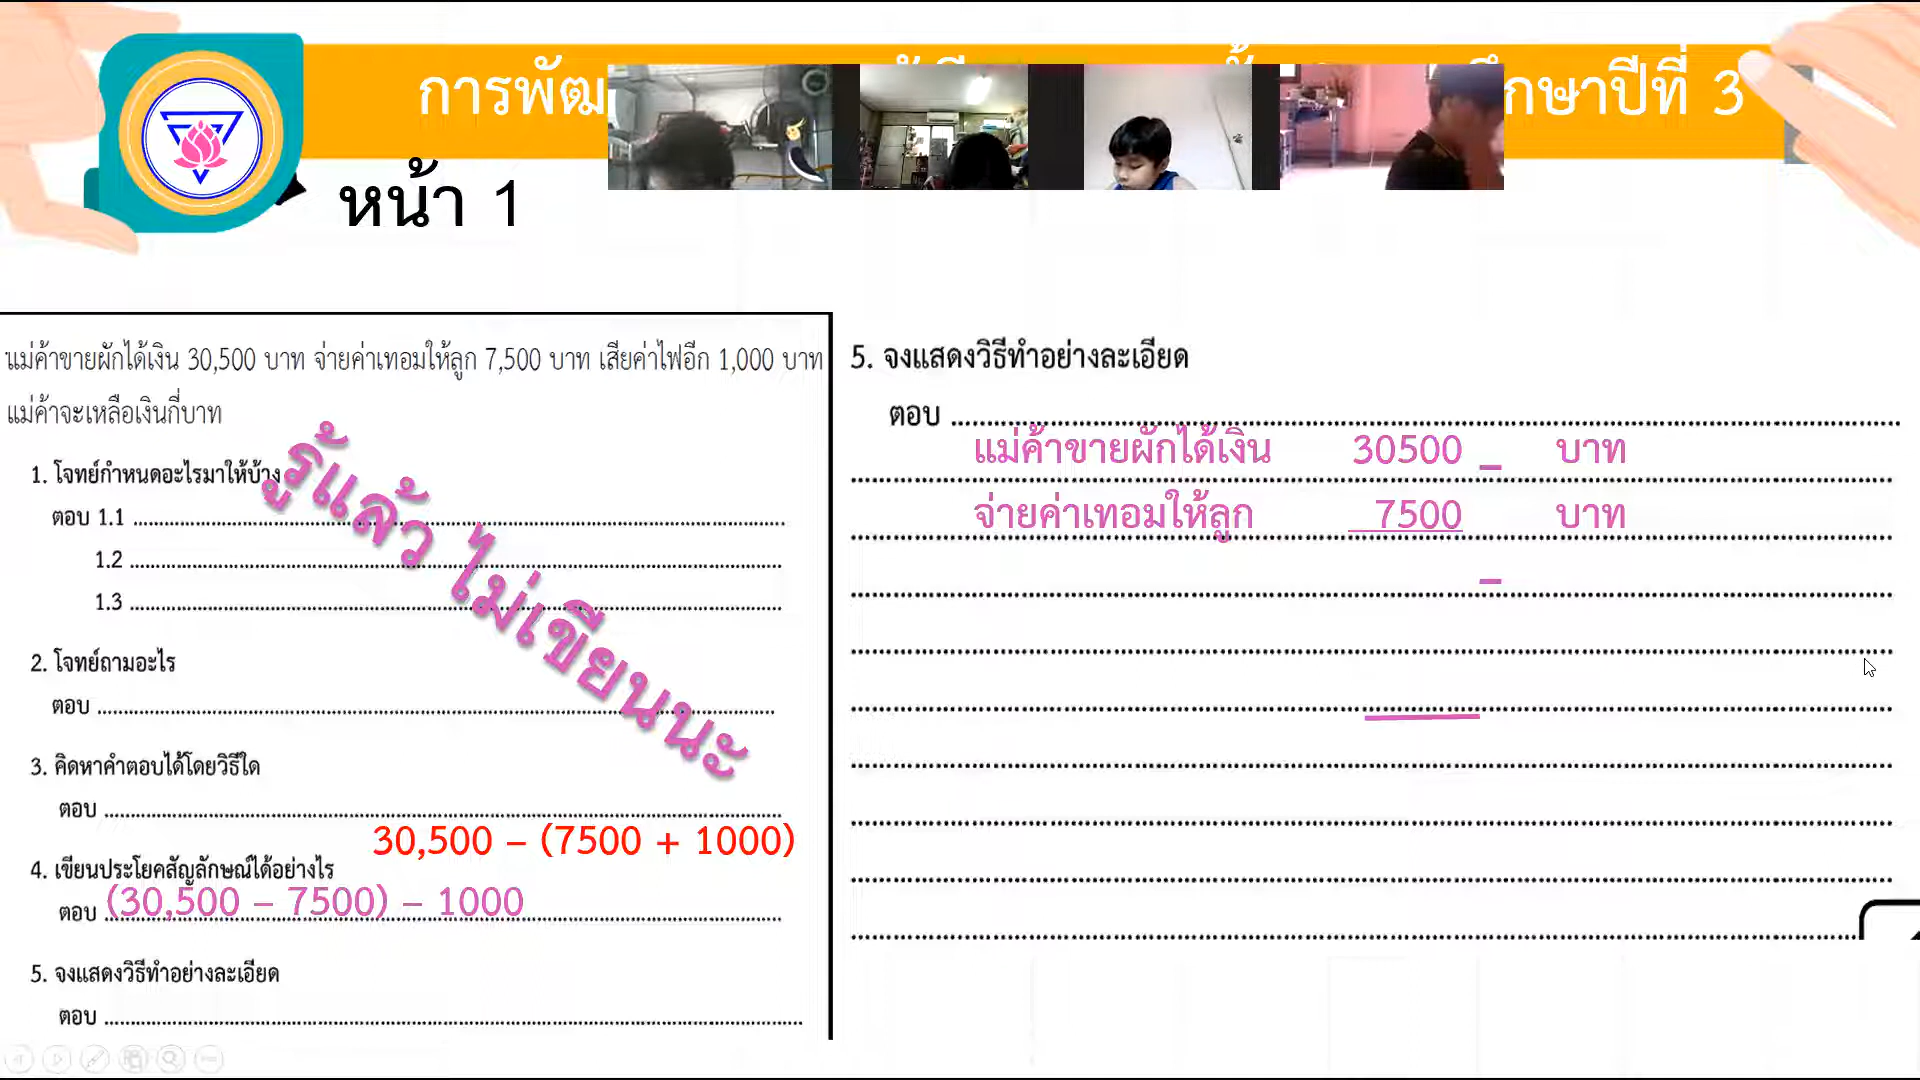 การพัฒ
กษาปีที่ 3
หน้า 1
แม่ค้าขายผักได้เงิน 30,500 บาท จ่ายค่าเทอมให้ลูก 7,500 บาท เสียค่าไฟอีก 1,000 บาท
แม่ค้าจะเหลือเงินกี่บาท
1. โจทย์กำหนดอะไรมาให้บ้าง
ตอบ 1.1
1.2
1.3
รู้แล้ว ไม่เขียนนะ
2. โจทย์ถามอะไร
ตอบ
3. คิดหาคำตอบได้โดยวิธีใด
ตอบ
30,500 – (7500 + 1000)
4. เขียนประโยคสัญลักษณ์ได้อย่างไร
ตอบ (30,500 – 7500) – 1000
5. จงแสดงวิธีทำอย่างละเอียด
ตอบ
5. จงแสดงวิธีทำอย่างละเอียด
ตอบ
แม่ค้าขายผักได้เงิน 30500 – บาท
จ่ายค่าเทอมให้ลูก 7500 บาท
–